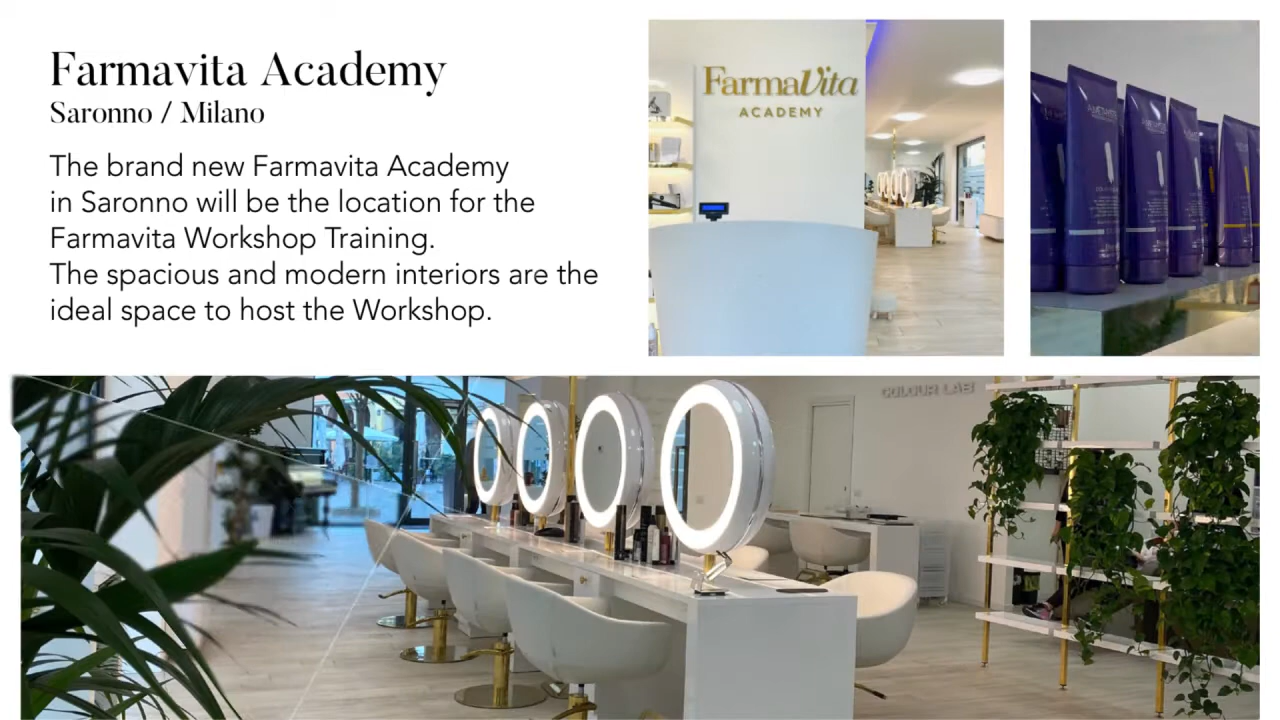 Farmavita Academy
Saronno / Milano
The brand new Farmavita Academy
in Saronno will be the location for the
Farmavita Workshop Training.
The spacious and modern interiors are the
ideal space to host the Workshop.
FarmaVita
ACADEMY
COLOUR LAB